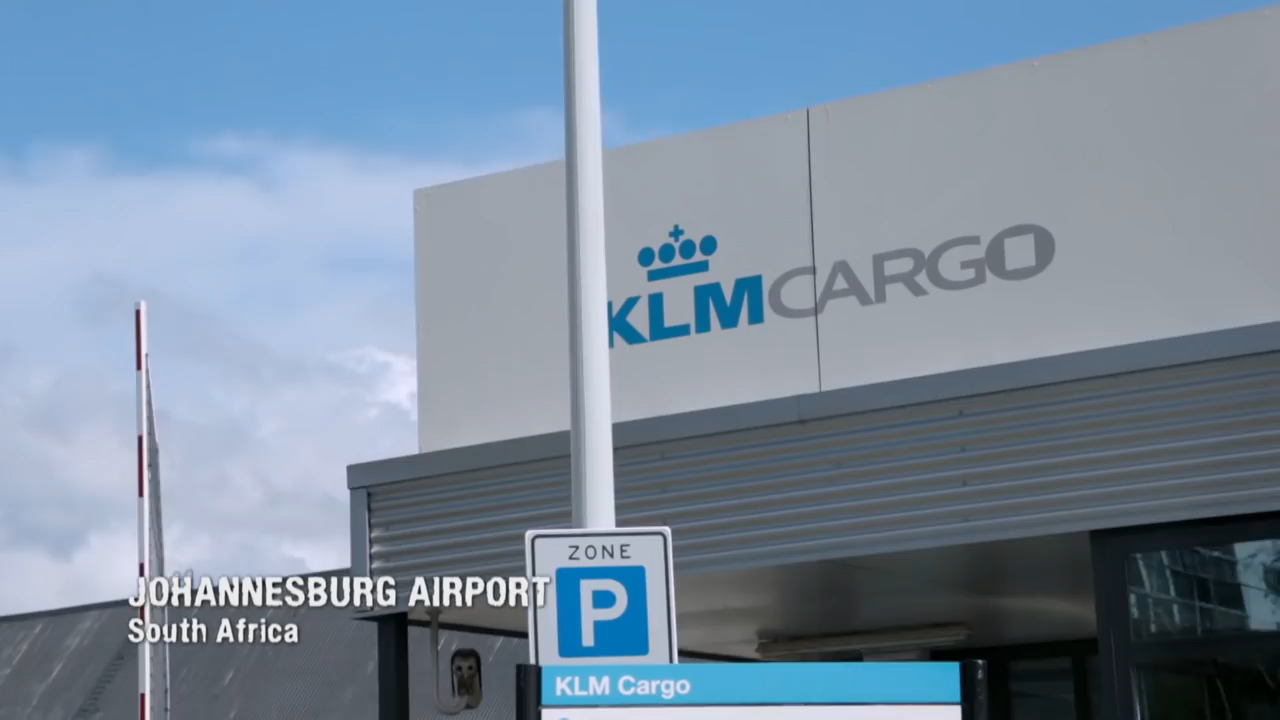 KLM CARGO
ZONE
P
JOHANNESBURG AIRPORT
South Africa
KLM Cargo